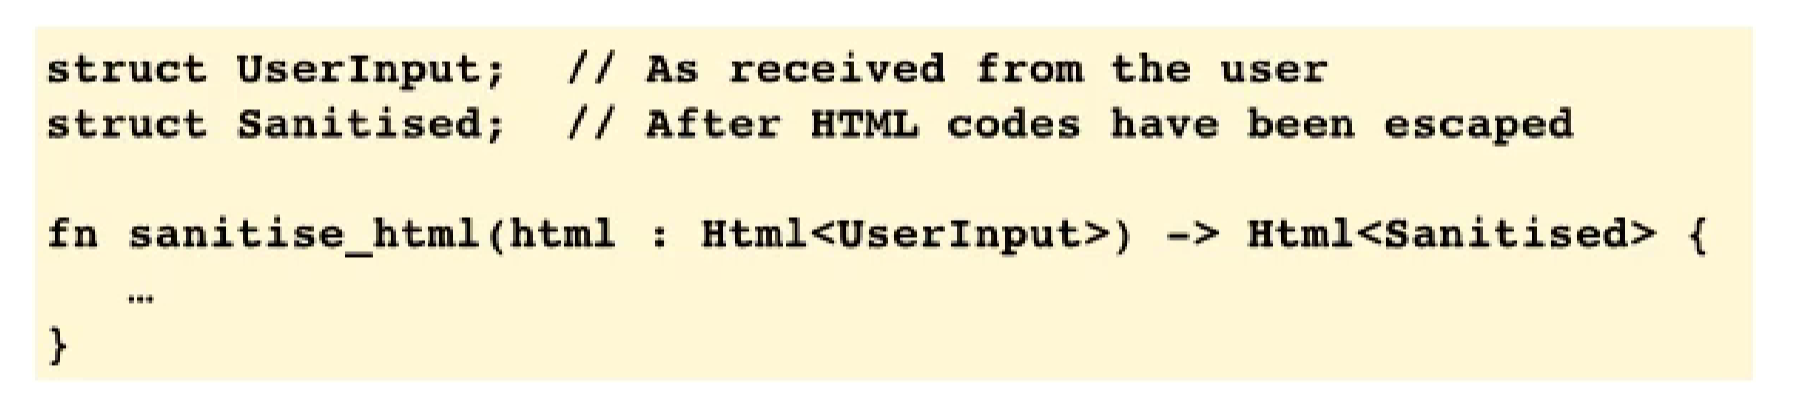 struct UserInput;  // As received from the user
struct Sanitised;  // After HTML codes have been escaped
fn sanitise_html(html : Html<UserInput>) -> Html<Sanitised> {
   …
}